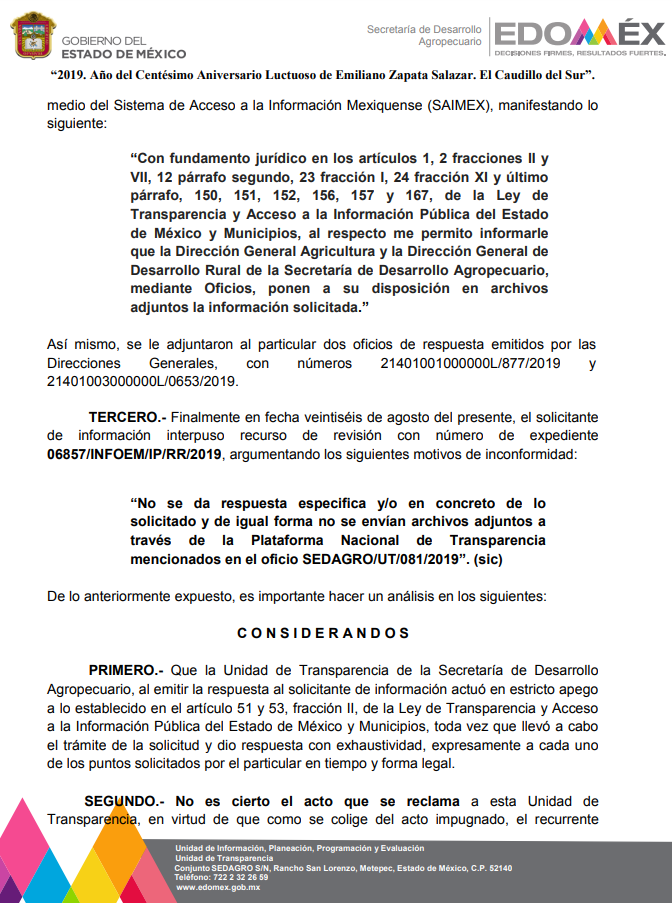 GOBIERNO DEL
ESTADO DE MÉXICO
Secretaría de Desarrollo
Agropecuario
EDOMÉX
DECISIONES FIRMES, RESULTADOS FUERTES.
“2019. Año del Centésimo Aniversario Luctuoso de Emiliano Zapata Salazar. El Caudillo del Sur”.
medio del Sistema de Acceso a la Información Mexiquense (SAIMEX), manifestando lo
siguiente:
“Con fundamento jurídico en los artículos 1, 2 fracciones II y
VII, 12 párrafo segundo, 23 fracción I, 24 fracción XI y último
párrafo, 150, 151, 152, 156, 157 y 167, de la Ley de
Transparencia y Acceso a la Información Pública del Estado
de México y Municipios, al respecto me permito informarle
que la Dirección General Agricultura y la Dirección General de
Desarrollo Rural de la Secretaría de Desarrollo Agropecuario,
mediante Oficios, ponen a su disposición en archivos
adjuntos la información solicitada.”
Así mismo, se le adjuntaron al particular dos oficios de respuesta emitidos por las
Direcciones Generales, con números 21401001000000L/877/2019 y
21401003000000L/0653/2019.
TERCERO.- Finalmente en fecha veintiséis de agosto del presente, el solicitante
de información interpuso recurso de revisión con número de expediente
06857/INFOEM/IP/RR/2019, argumentando los siguientes motivos de inconformidad:
“No se da respuesta especifica y/o en concreto de lo
solicitado y de igual forma no se envían archivos adjuntos a
través de la Plataforma Nacional de Transparencia
mencionados en el oficio SEDAGRO/UT/081/2019”. (sic)
De lo anteriormente expuesto, es importante hacer un análisis en los siguientes:
C O N S I D E R A N D O S
PRIMERO.- Que la Unidad de Transparencia de la Secretaría de Desarrollo
Agropecuario, al emitir la respuesta al solicitante de información actuó en estricto apego
a lo establecido en el artículo 51 y 53, fracción II, de la Ley de Transparencia y Acceso
a la Información Pública del Estado de México y Municipios, toda vez que llevó a cabo
el trámite de la solicitud y dio respuesta con exhaustividad, expresamente a cada uno
de los puntos solicitados por el particular en tiempo y forma legal.
SEGUNDO.- No es cierto el acto que se reclama a esta Unidad de
Transparencia, en virtud de que como se colige del acto impugnado, el recurrente
Unidad de Información, Planeación, Programación y Evaluación
Unidad de Transparencia
Conjunto SEDAGRO S/N, Rancho San Lorenzo, Metepec, Estado de México, C.P. 52140
Teléfono: 722 2 32 26 59
www.edomex.gob.mx